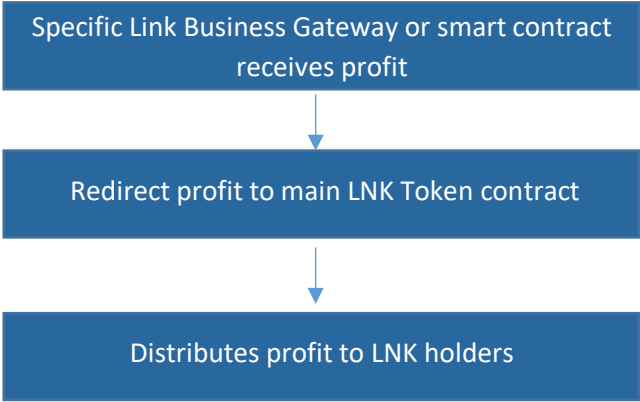 Specific Link Business Gateway or smart contract
receives profit
Redirect profit to main LNK Token contract
Distributes profit to LNK holders